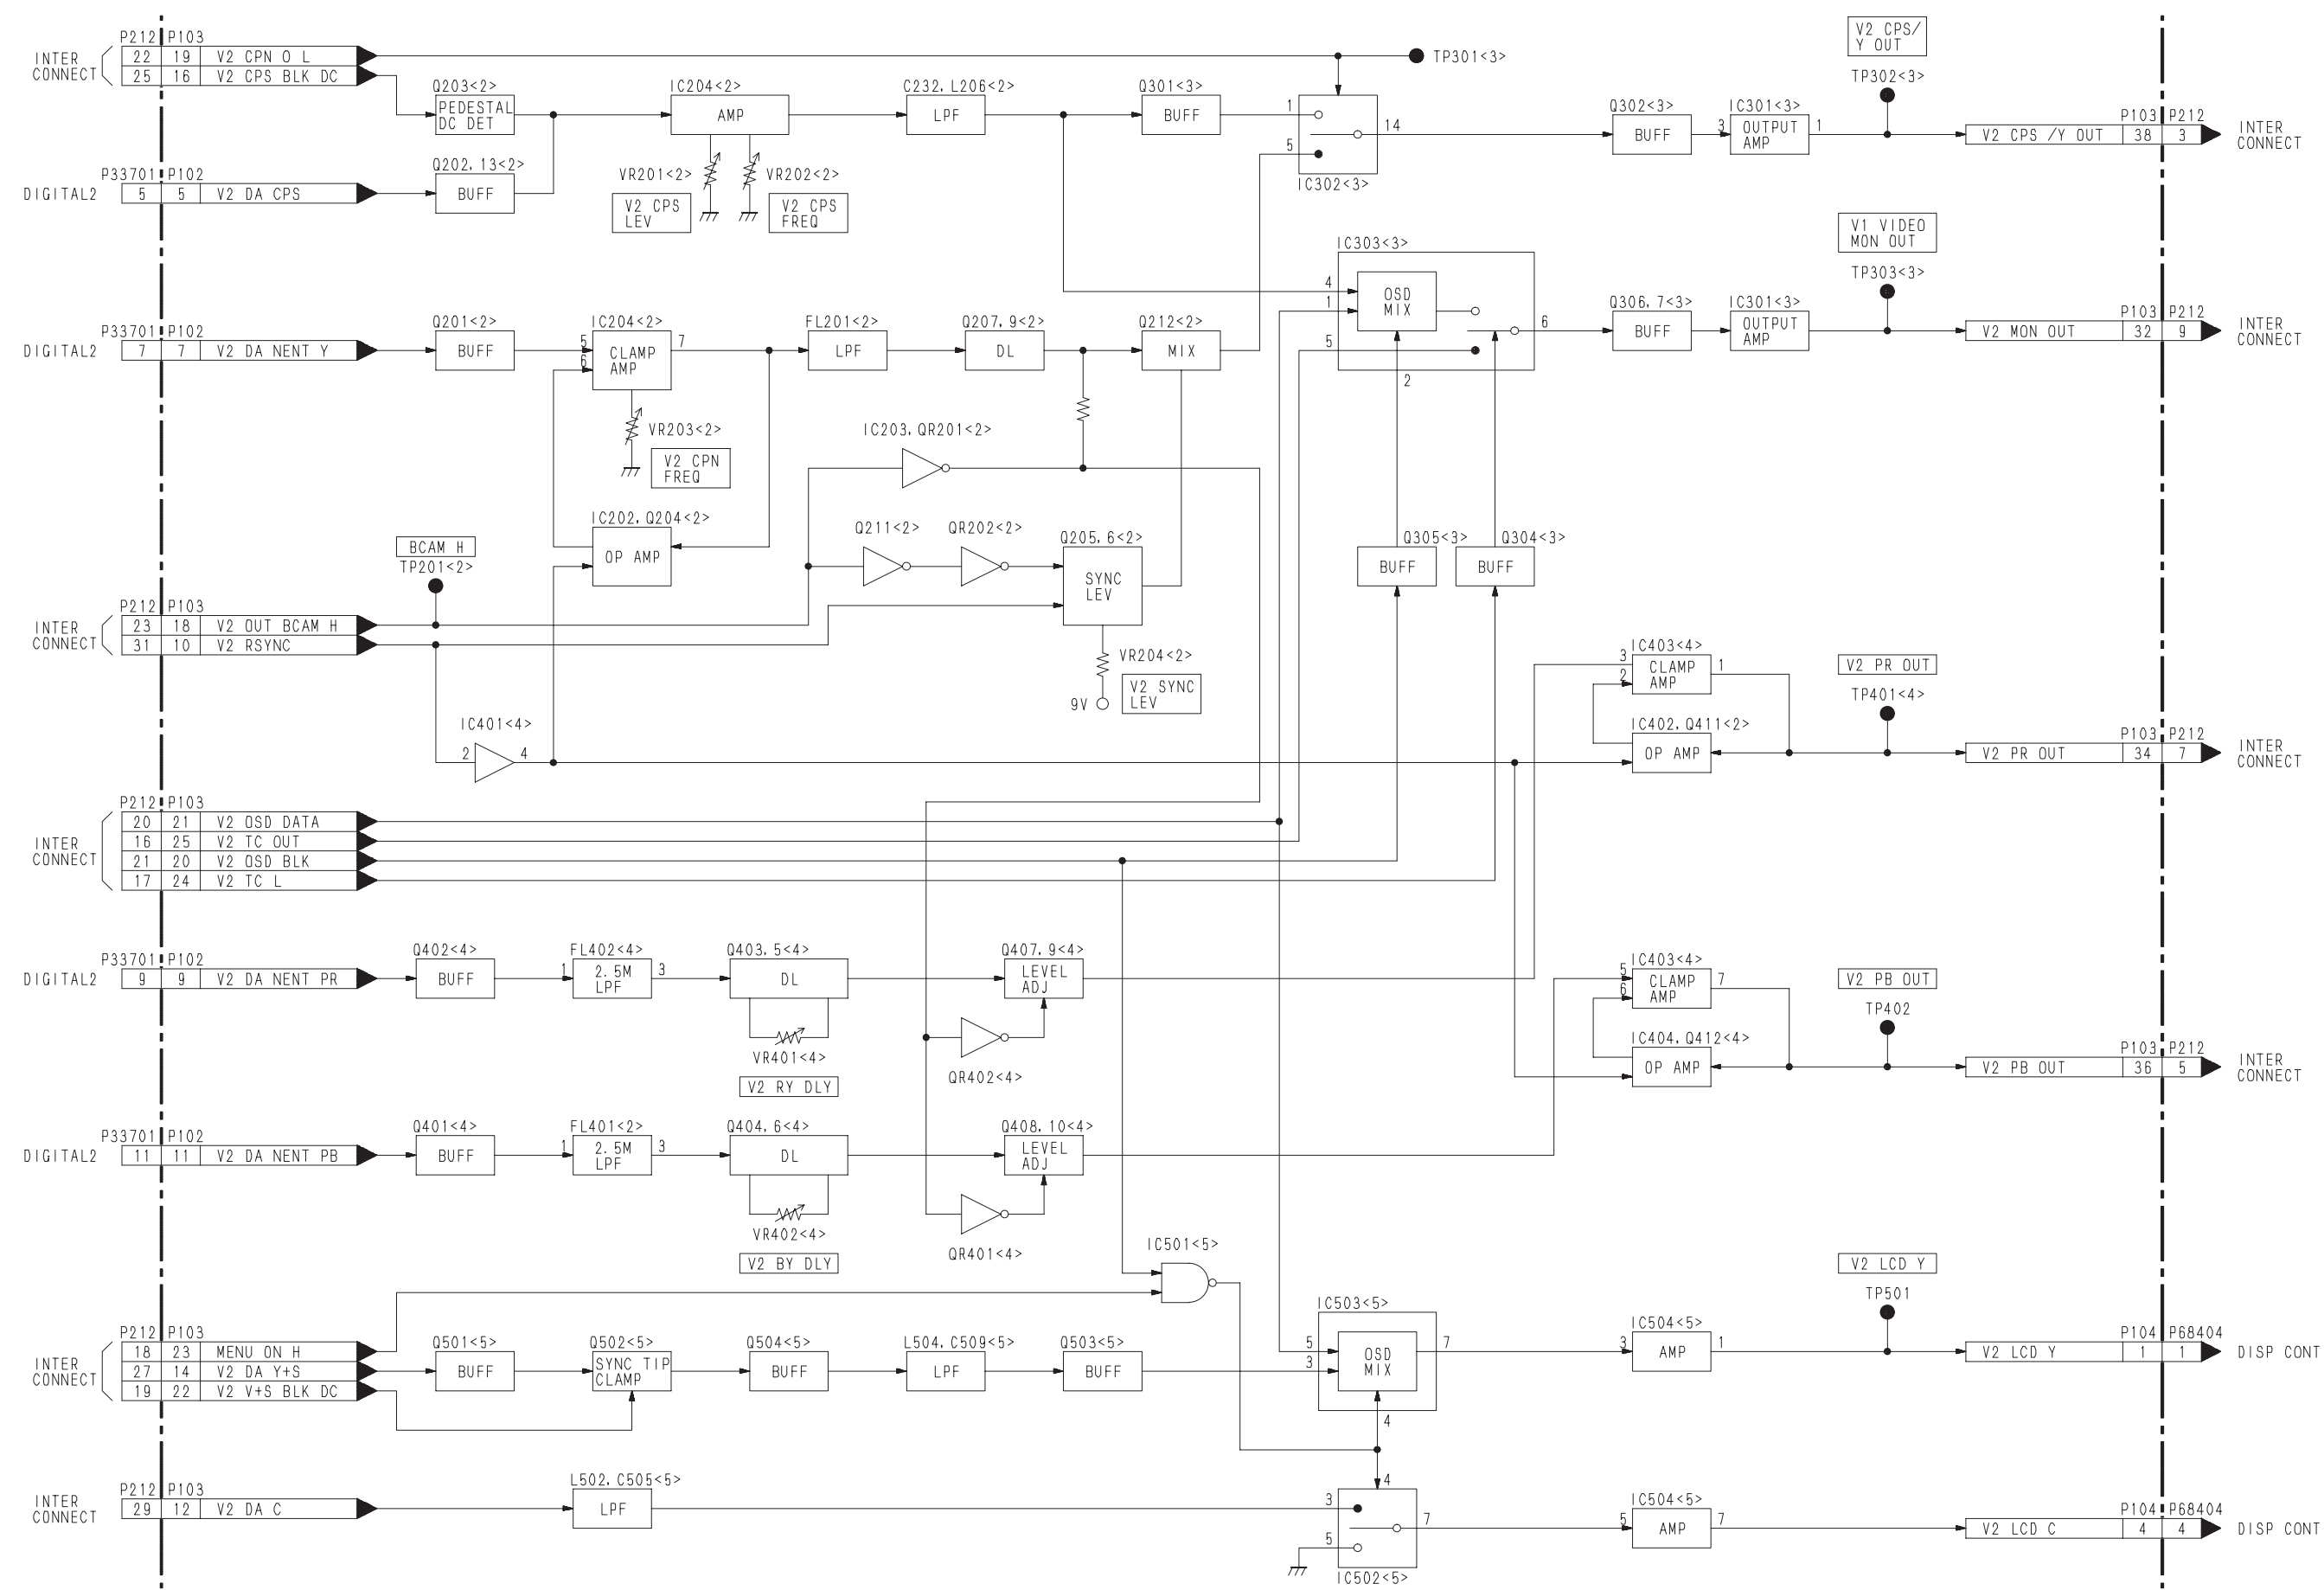 P212 P103
INTER CONNECT
22 19 V2 CPN O L
25 16 V2 CPS BLK DC
TP301<3>
V2 CPS/
Y OUT
TP302<3>
Q203<2>
PEDESTAL
DC DET
IC204<2>
AMP
C232, L206<2>
LPF
Q301<3>
BUFF
1
5
14
IC302<3>
Q302<3>
BUFF
3
IC301<3>
OUTPUT
AMP
1
P103 P212
V2 CPS /Y OUT 38 3
INTER
CONNECT
Q202, 13<2>
BUFF
P33701 P102
DIGITAL2 5 5 V2 DA CPS
VR201<2>
V2 CPS
LEV
VR202<2>
V2 CPS
FREQ
V1 VIDEO
MON OUT
TP303<3>
IC303<3>
4
1
5
OSD
MIX
6
2
Q306, 7<3>
BUFF
IC301<3>
OUTPUT
AMP
P103 P212
V2 MON OUT 32 9
INTER
CONNECT
P33701 P102
DIGITAL2 7 7 V2 DA NENT Y
Q201<2>
BUFF
IC204<2>
5
6
CLAMP
AMP
7
FL201<2>
LPF
Q207, 9<2>
DL
Q212<2>
MIX
VR203<2>
V2 CPN
FREQ
IC203, QR201<2>
IC202, Q204<2>
OP AMP
Q211<2>
QR202<2>
Q205, 6<2>
SYNC
LEV
Q305<3>
BUFF
Q304<3>
BUFF
BCAM H
TP201<2>
P212 P103
INTER
CONNECT
23 18 V2 OUT BCAM H
31 10 V2 RSYNC
VR204<2>
V2 SYNC
LEV
9V
IC401<4>
2
4
IC403<4>
3
2
CLAMP
AMP
1
V2 PR OUT
TP401<4>
IC402, Q411<2>
OP AMP
P103 P212
V2 PR OUT 34 7
INTER
CONNECT
P212 P103
INTER
CONNECT
20 21 V2 OSD DATA
16 25 V2 TC OUT
21 20 V2 OSD BLK
17 24 V2 TC L
P33701 P102
DIGITAL2 9 9 V2 DA NENT PR
Q402<4>
BUFF
FL402<4>
1
2.5M
LPF
3
Q403, 5<4>
DL
VR401<4>
V2 RY DLY
Q407, 9<4>
LEVEL
ADJ
QR402<4>
IC403<4>
5
6
CLAMP
AMP
7
V2 PB OUT
TP402
IC404, Q412<4>
OP AMP
P103 P212
V2 PB OUT 36 5
INTER
CONNECT
P33701 P102
DIGITAL2 11 11 V2 DA NENT PB
Q401<4>
BUFF
FL401<2>
1
2.5M
LPF
3
Q404, 6<4>
DL
VR402<4>
V2 BY DLY
Q408, 10<4>
LEVEL
ADJ
QR401<4>
IC501<5>
V2 LCD Y
TP501
P212 P103
INTER
CONNECT
18 23 MENU ON H
27 14 V2 DA Y+S
19 22 V2 V+S BLK DC
Q501<5>
BUFF
Q502<5>
SYNC TIP
CLAMP
Q504<5>
BUFF
L504, C509<5>
LPF
Q503<5>
BUFF
IC503<5>
5
3
OSD
MIX
7
4
IC504<5>
3
AMP
1
P104 P68404
V2 LCD Y 1 1
DISP CONT
P212 P103
INTER
CONNECT
29 12 V2 DA C
L502, C505<5>
LPF
4
3
5
7
IC502<5>
IC504<5>
5
AMP
7
P104 P68404
V2 LCD C 4 4
DISP CONT